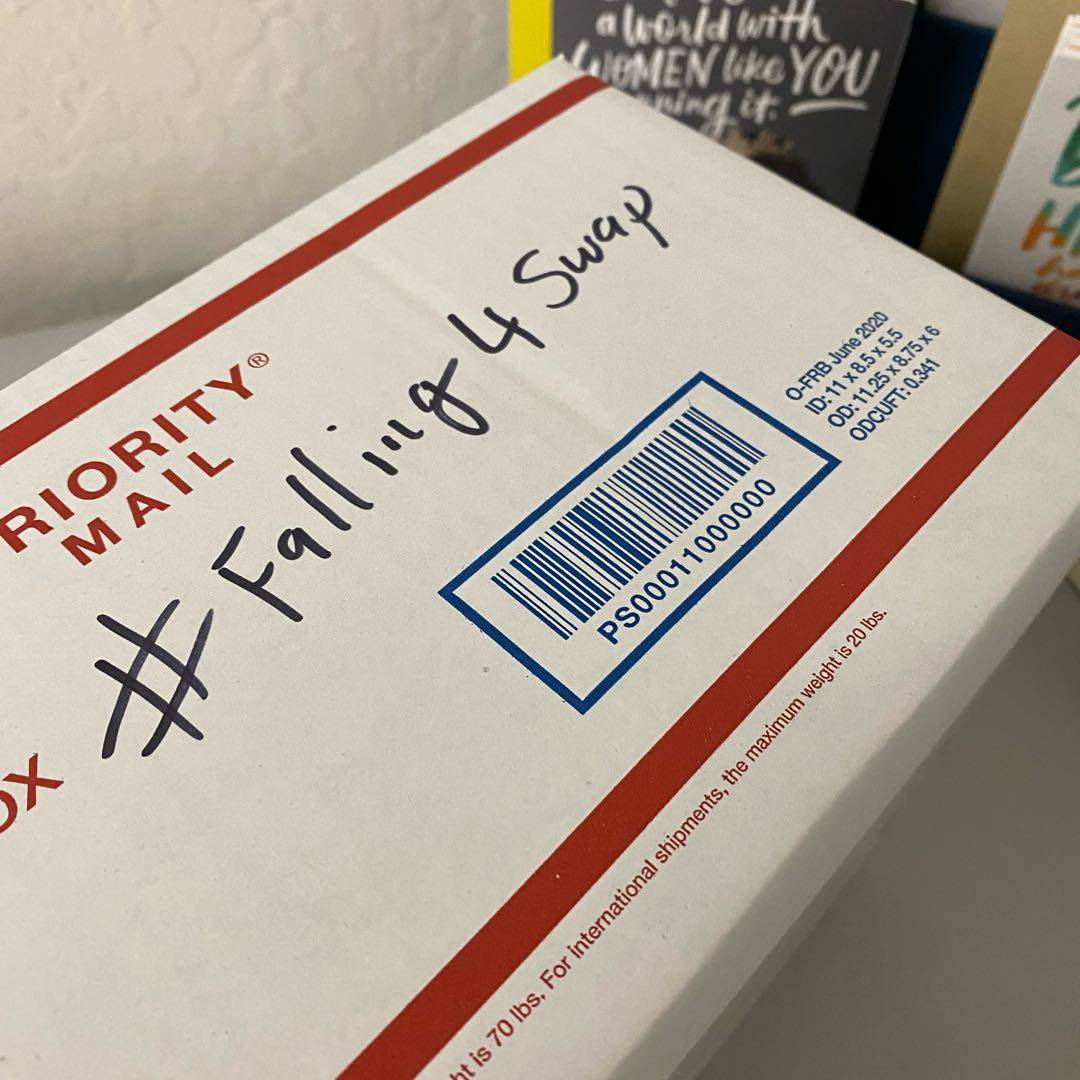 a world with
WOMEN like YOU
it.
RIORITY®
MAIL
#Falling 4 Swap
OX
O-FRB June 2020
ID: 11 x 8.5 x 5.5
OD: 11.25 x 8.75 x 6
ODCUFT: 0.341
PS00011000000
ht is 70 lbs. For international shipments, the maximum weight is 20 lbs.